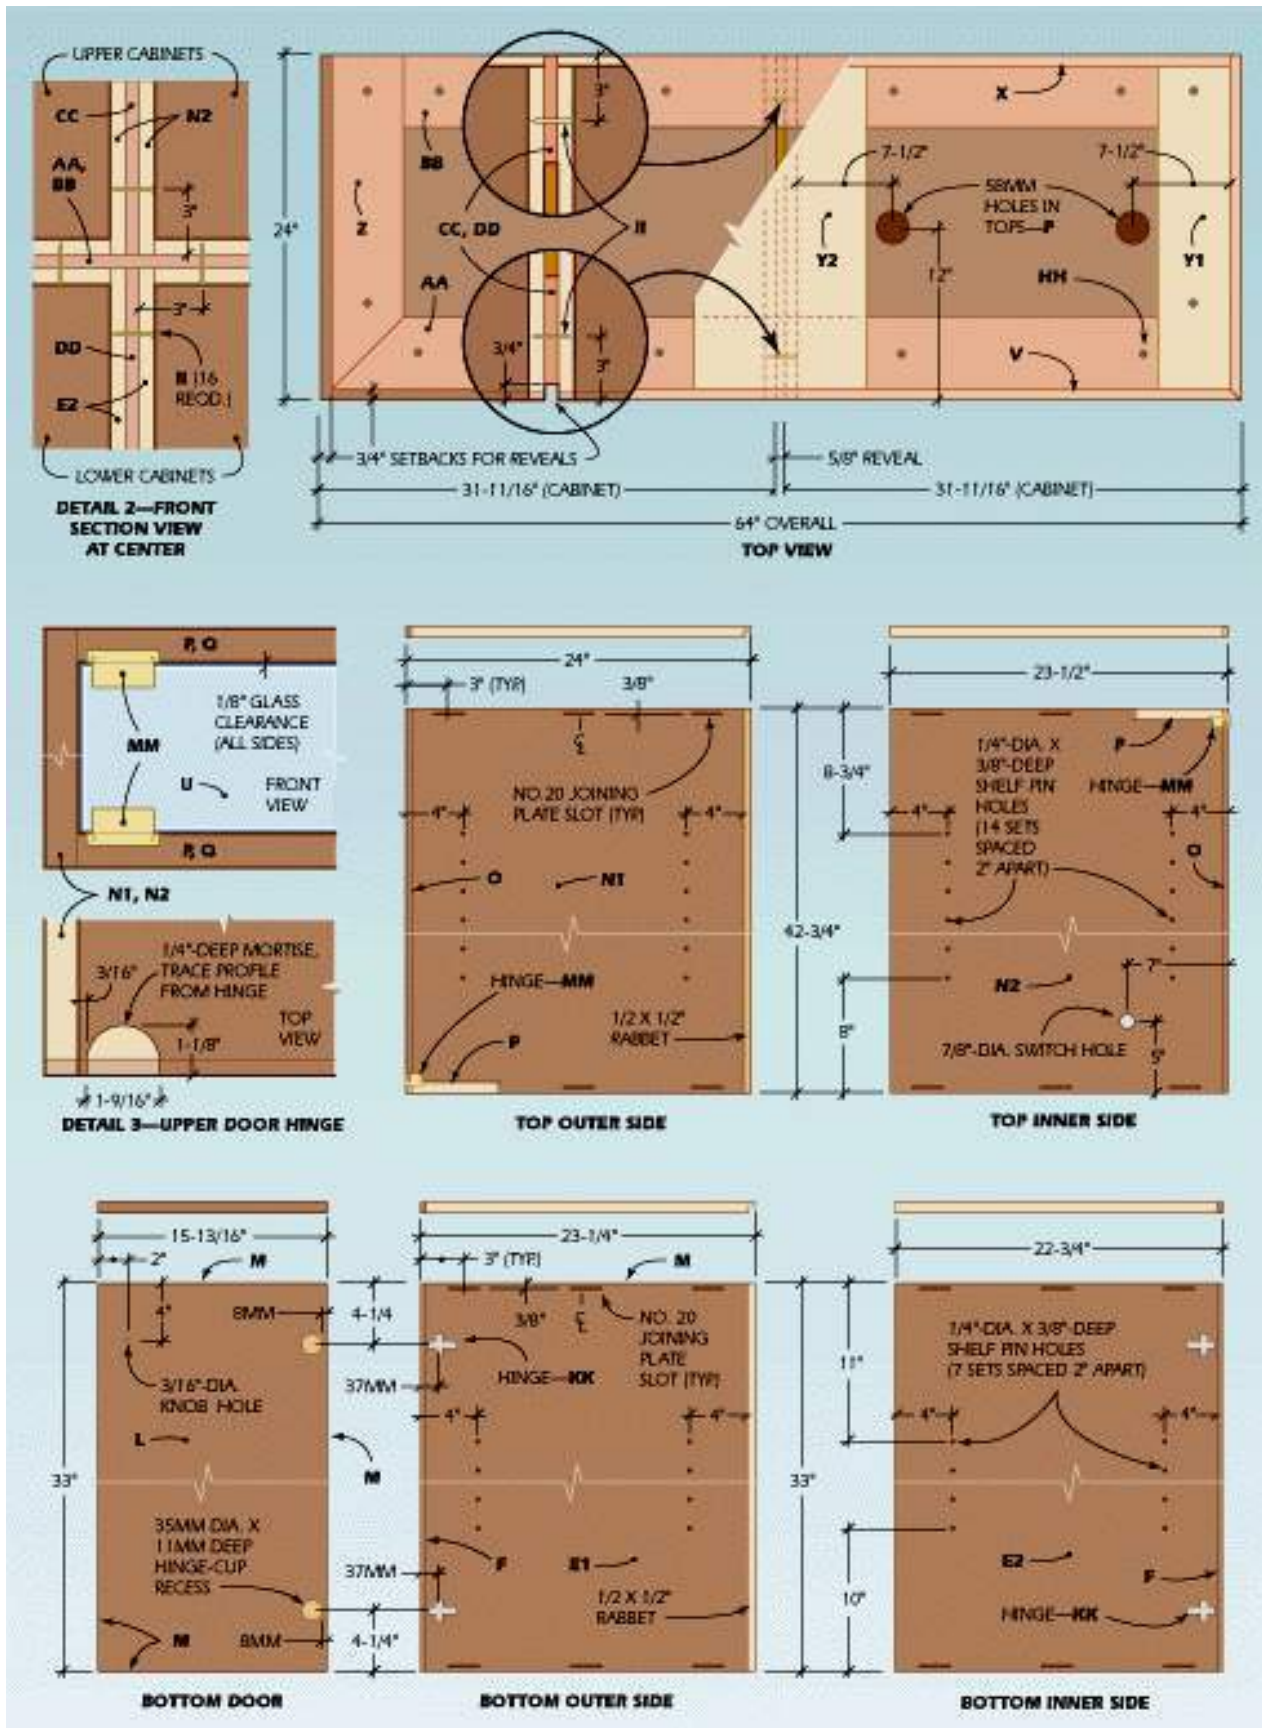 UPPER CABINETS
CC
N2
AA,
BB
3"
3"
DD
E2
II (16
REQD.)
LOWER CABINETS
DETAIL 2—FRONT
SECTION VIEW
AT CENTER
24"
Z
BB
AA
CC, DD
3"
II
3/4"
3"
X
7-1/2"
7-1/2"
58MM
HOLES IN
TOPS—P
Y2
Y1
12"
HH
V
3/4" SETBACKS FOR REVEALS
5/8" REVEAL
31-11/16" (CABINET)
31-11/16" (CABINET)
64" OVERALL
TOP VIEW
P, Q
1/8" GLASS
CLEARANCE
(ALL SIDES)
MM
U
FRONT
VIEW
P, Q
N1, N2
3/16"
1/4"-DEEP MORTISE,
TRACE PROFILE
FROM HINGE
TOP
VIEW
1-1/8"
1-9/16"
DETAIL 3—UPPER DOOR HINGE
24"
3" (TYP.)
3/8"
CL
NO. 20 JOINING
PLATE SLOT (TYP.)
4"
4"
O
N1
42-3/4"
HINGE—MM
P
1/2 X 1/2"
RABBET
TOP OUTER SIDE
23-1/2"
8-3/4"
1/4"-DIA. X
3/8"-DEEP
SHELF PIN
HOLES
(14 SETS
SPACED
2" APART)
P
HINGE—MM
4"
4"
O
N2
7"
8"
7/8"-DIA. SWITCH HOLE
5"
TOP INNER SIDE
15-13/16"
2"
M
4"
8MM
4-1/4
3/16"-DIA.
KNOB HOLE
L
M
33"
35MM DIA. X
11MM DEEP
HINGE-CUP
RECESS
M
8MM
4-1/4"
BOTTOM DOOR
23-1/4"
3" (TYP.)
M
3/8"
CL
NO. 20
JOINING
PLATE
SLOT (TYP.)
HINGE—KK
37MM
4"
4"
33"
37MM
F
E1
1/2 X 1/2"
RABBET
BOTTOM OUTER SIDE
22-3/4"
1/4"-DIA. X 3/8"-DEEP
SHELF PIN HOLES
(7 SETS SPACED 2" APART)
11"
4"
4"
E2
F
10"
HINGE—KK
BOTTOM INNER SIDE